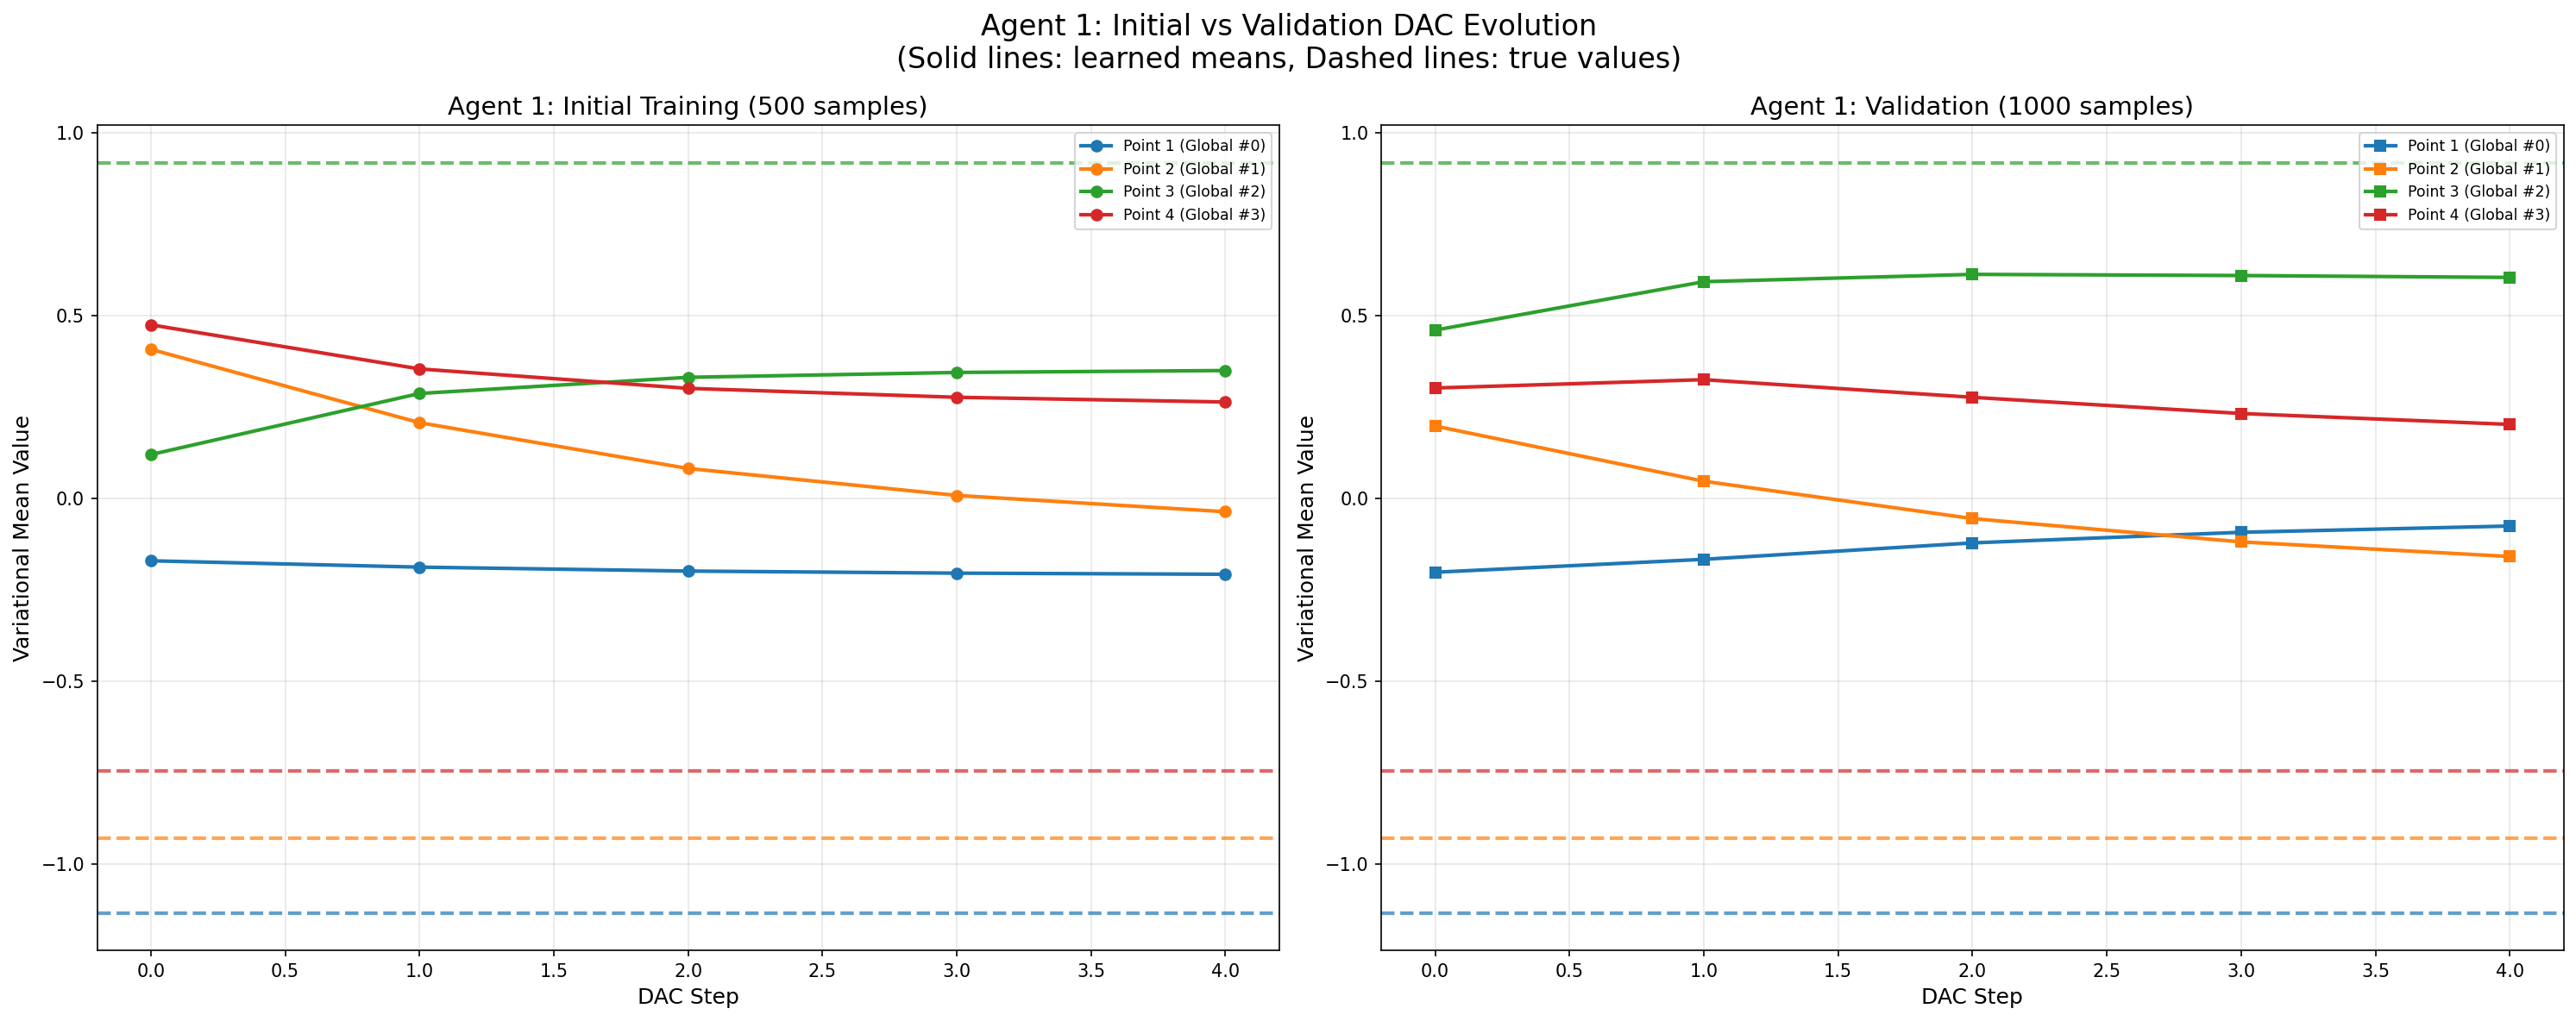 Agent 1: Initial vs Validation DAC Evolution
(Solid lines: learned means, Dashed lines: true values)
Agent 1: Initial Training (500 samples)
Variational Mean Value
1.0
0.5
0.0
−0.5
−1.0
Point 1 (Global #0)
Point 2 (Global #1)
Point 3 (Global #2)
Point 4 (Global #3)
0.0 0.5 1.0 1.5 2.0 2.5 3.0 3.5 4.0
DAC Step
Agent 1: Validation (1000 samples)
Variational Mean Value
1.0
0.5
0.0
−0.5
−1.0
Point 1 (Global #0)
Point 2 (Global #1)
Point 3 (Global #2)
Point 4 (Global #3)
0.0 0.5 1.0 1.5 2.0 2.5 3.0 3.5 4.0
DAC Step